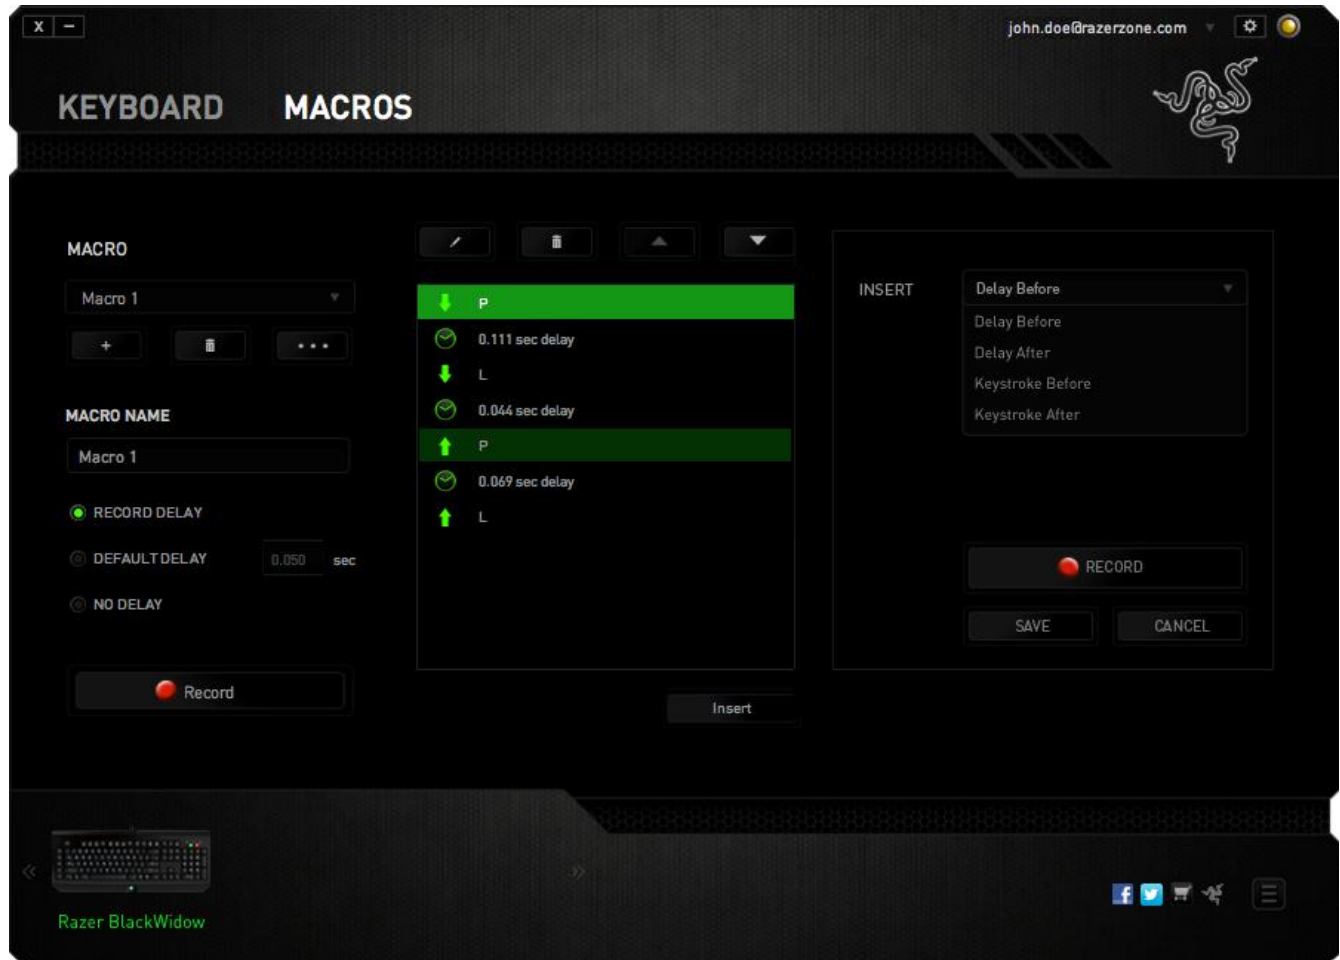 X
john.doe@razerzone.com
KEYBOARD MACROS
MACRO
Macro 1
MACRO NAME
Macro 1
RECORD DELAY
DEFAULT DELAY 0.050 sec
NO DELAY
Record
P
0.111 sec delay
L
0.044 sec delay
P
0.069 sec delay
L
Insert
INSERT Delay Before
Delay Before
Delay After
Keystroke Before
Keystroke After
RECORD
SAVE CANCEL
Razer BlackWidow
f